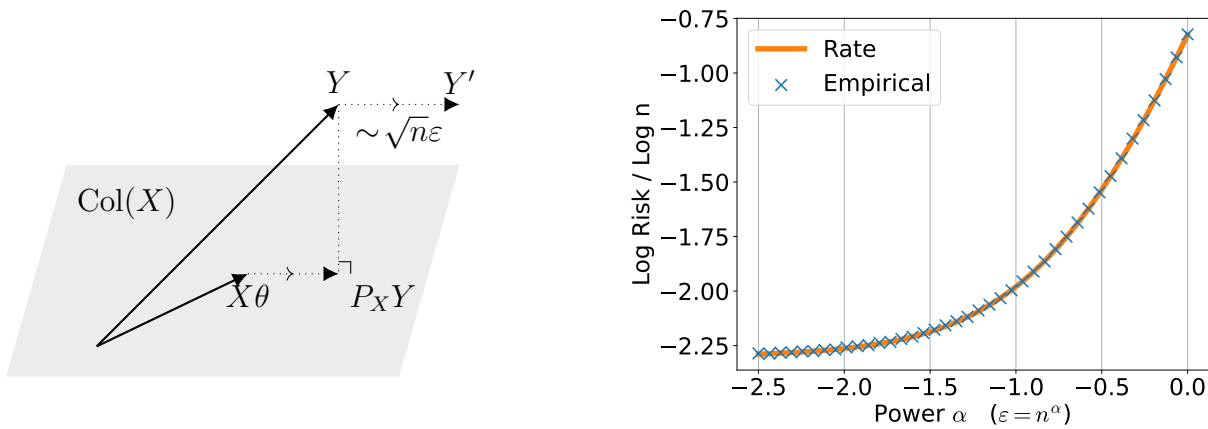 Y
Y′
∼√nε
Col(X)
Xθ
P_X Y
Log Risk / Log n
−0.75
−1.00
−1.25
−1.50
−1.75
−2.00
−2.25
Rate
Empirical
−2.5
−2.0
−1.5
−1.0
−0.5
0.0
Power α (ε = n^α)